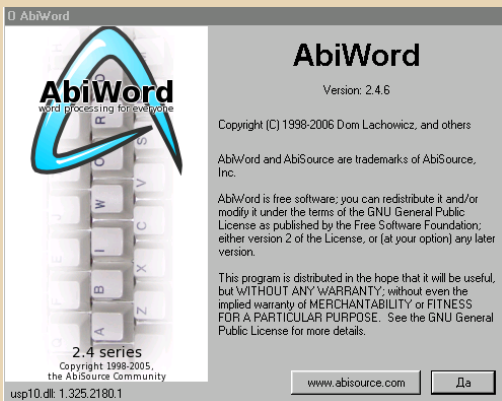 О AbiWord
AbiWord
word processing for everyone
2.4 series
Copyright 1998-2005,
the AbiSource Community
usp10.dll: 1.325.2180.1
AbiWord
Version: 2.4.6
Copyright (C) 1998-2006 Dom Lachowicz, and others
AbiWord and AbiSource are trademarks of AbiSource,
Inc.
AbiWord is free software; you can redistribute it and/or
modify it under the terms of the GNU General Public
License as published by the Free Software Foundation;
either version 2 of the License, or (at your option) any later
version.
This program is distributed in the hope that it will be useful,
but WITHOUT ANY WARRANTY; without even the
implied warranty of MERCHANTABILITY or FITNESS
FOR A PARTICULAR PURPOSE.  See the GNU General
Public License for more details.
www.abisource.com
Да